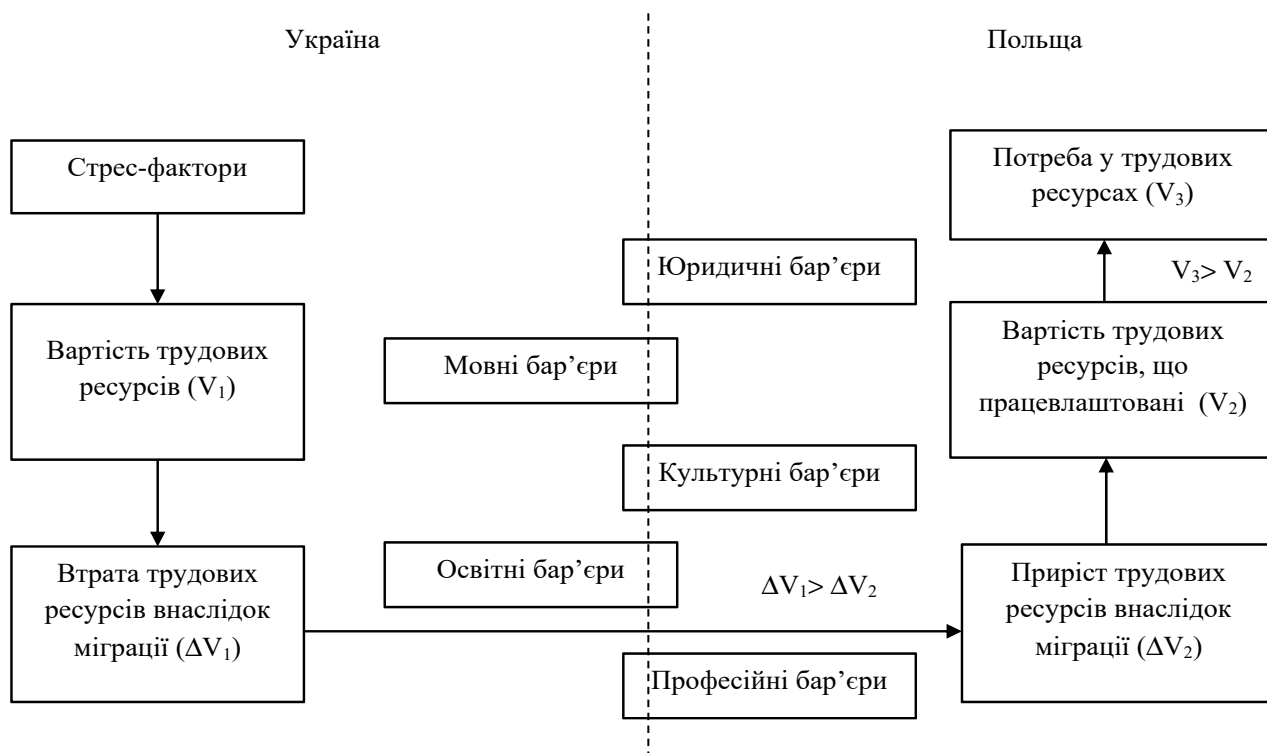 Україна
Польща
Стрес-фактори
Потреба у трудових
ресурсах (V₃)
Юридичні бар’єри
V₃> V₂
Вартість трудових
ресурсів (V₁)
Мовні бар’єри
Вартість трудових
ресурсів, що
працевлаштовані (V₂)
Культурні бар’єри
Втрата трудових
ресурсів внаслідок
міграції (ΔV₁)
Освітні бар’єри
ΔV₁> ΔV₂
Приріст трудових
ресурсів внаслідок
міграції (ΔV₂)
Професійні бар’єри